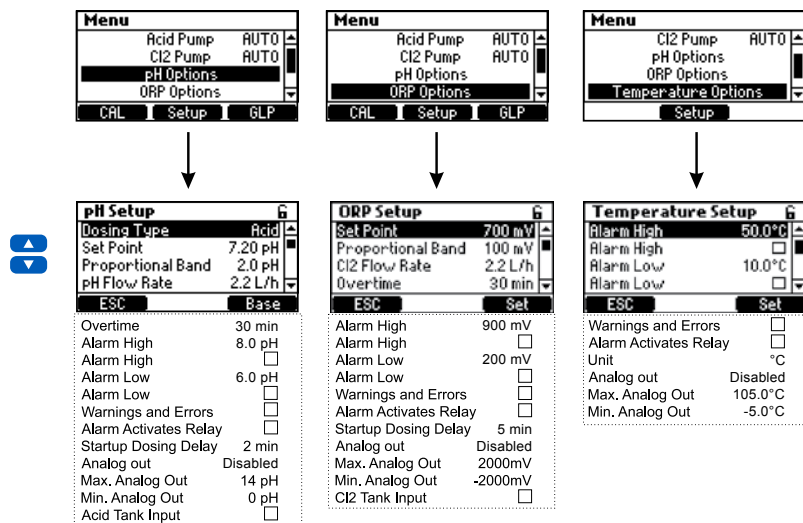 Menu
Acid Pump AUTO
Cl2 Pump AUTO
pH Options
ORP Options
CAL Setup GLP
Menu
Acid Pump AUTO
Cl2 Pump AUTO
pH Options
ORP Options
CAL Setup GLP
Menu
Cl2 Pump AUTO
pH Options
ORP Options
Temperature Options
Setup
pH Setup
Dosing Type Acid
Set Point 7.20 pH
Proportional Band 2.0 pH
pH Flow Rate 2.2 L/h
ESC Base
Overtime 30 min
Alarm High 8.0 pH
Alarm High
Alarm Low 6.0 pH
Alarm Low
Warnings and Errors
Alarm Activates Relay
Startup Dosing Delay 2 min
Analog out Disabled
Max. Analog Out 14 pH
Min. Analog Out 0 pH
Acid Tank Input
ORP Setup
Set Point 700 mV
Proportional Band 100 mV
Cl2 Flow Rate 2.2 L/h
Overtime 30 min
ESC Set
Alarm High 900 mV
Alarm High
Alarm Low 200 mV
Alarm Low
Warnings and Errors
Alarm Activates Relay
Startup Dosing Delay 5 min
Analog out Disabled
Max. Analog Out 2000mV
Min. Analog Out -2000mV
Cl2 Tank Input
Temperature Setup
Alarm High 50.0°C
Alarm High
Alarm Low 10.0°C
Alarm Low
ESC Set
Warnings and Errors
Alarm Activates Relay
Unit °C
Analog out Disabled
Max. Analog Out 105.0°C
Min. Analog Out -5.0°C